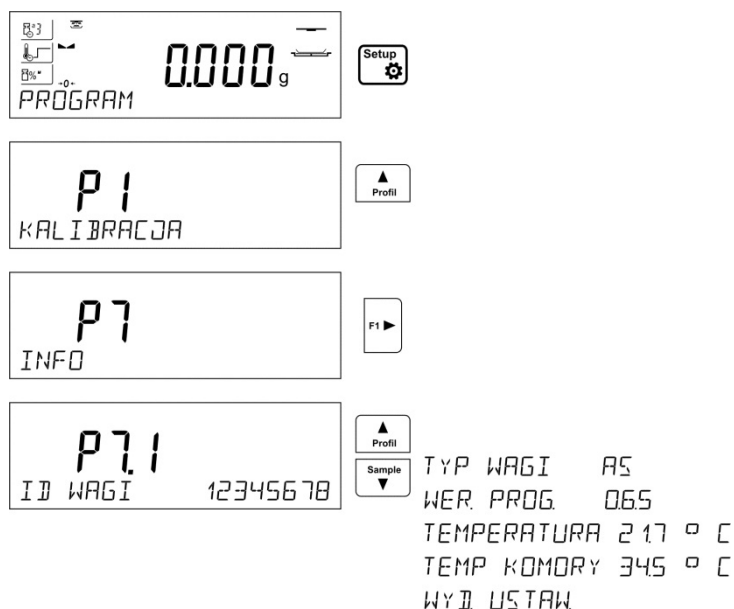 0.000 g
Setup
→0←
PROGRAM
P1
▲
Profil
KALIBRACJA
P7
F1 ▶
INFO
P7.1
▲
Profil
Sample
▼
ID WAGI 12345678
TYP WAGI AS
WER. PROG. 0.6.5
TEMPERATURA 21.7 ° C
TEMP KOMORY 34.5 ° C
WYD. USTAW.